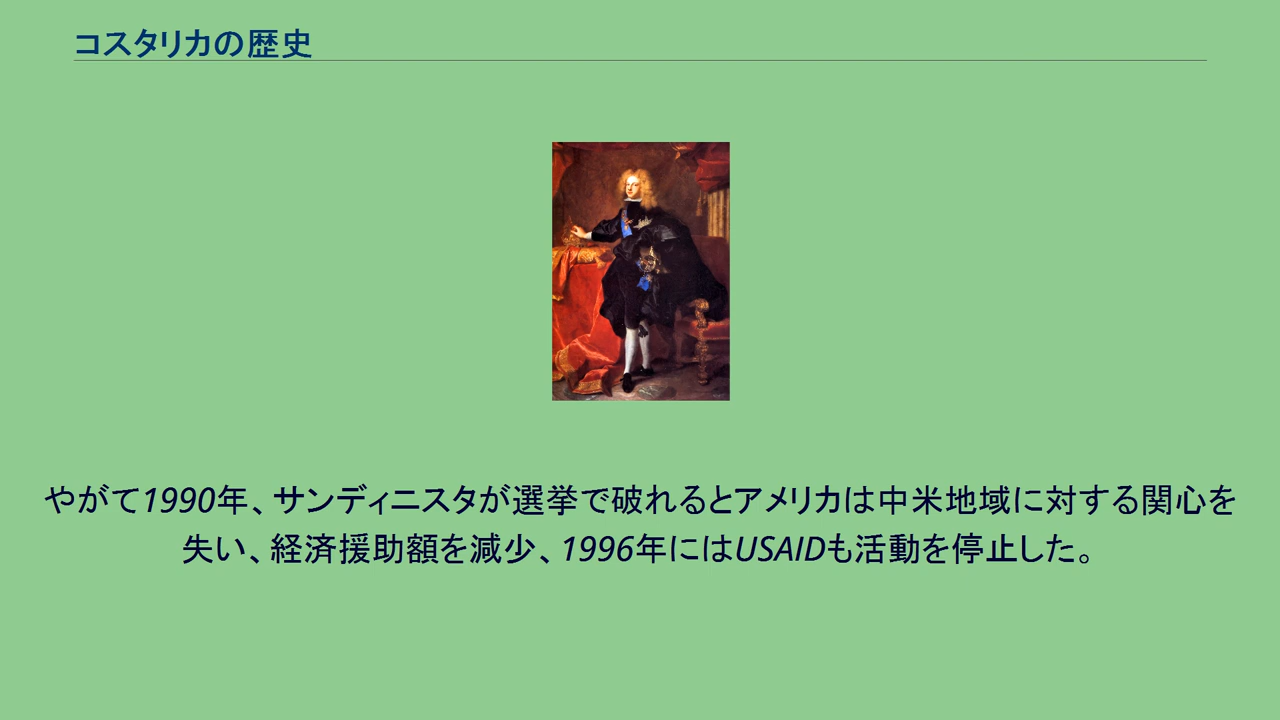 コスタリカの歴史
やがて1990年、サンディニスタが選挙で破れるとアメリカは中米地域に対する関心を
失い、経済援助額を減少、1996年にはUSAIDも活動を停止した。